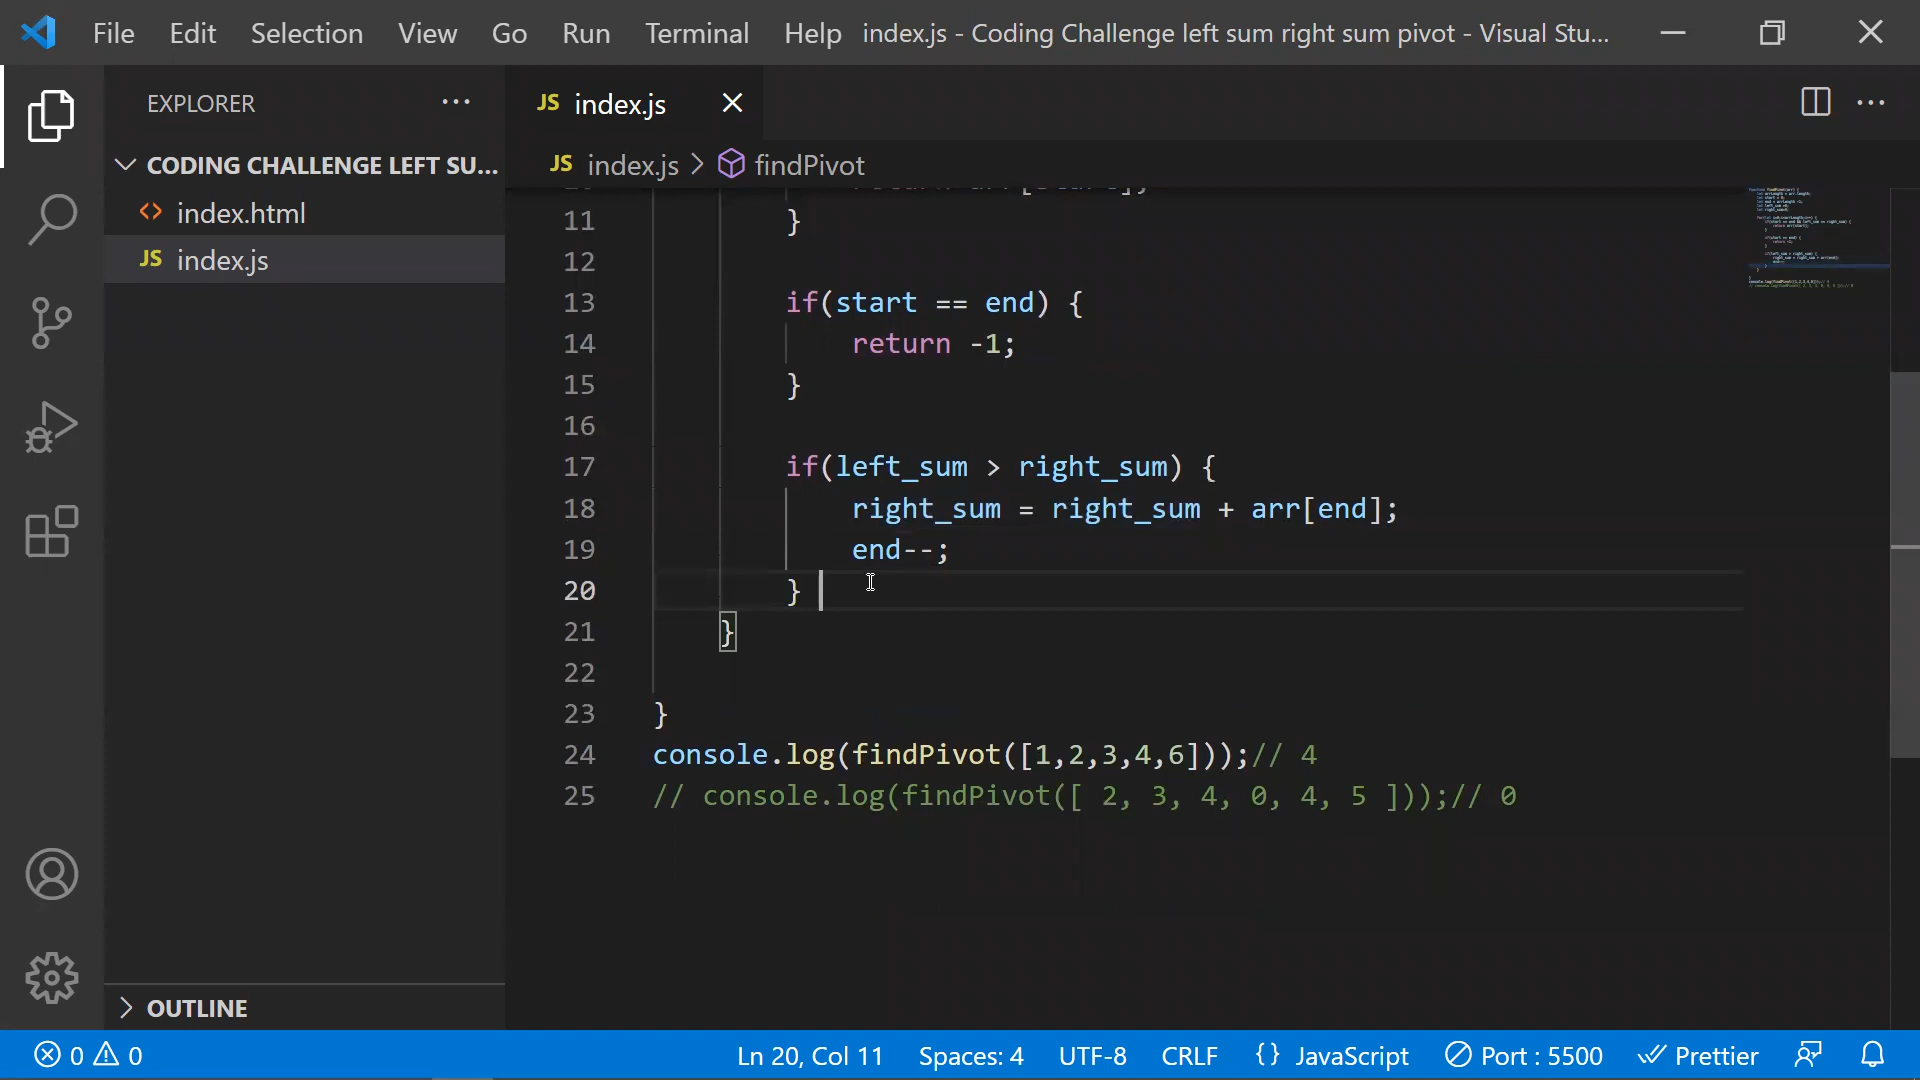 File Edit Selection View Go Run Terminal Help index.js - Coding Challenge left sum right sum pivot - Visual Stu...
EXPLORER ...
JS index.js
CODING CHALLENGE LEFT SU...
JS index.js > findPivot
<> index.html
JS index.js
11 }
12
13 if(start == end) {
14 return -1;
15 }
16
17 if(left_sum > right_sum) {
18 right_sum = right_sum + arr[end];
19 end--;
20 }
21 }
22
23 }
24 console.log(findPivot([1,2,3,4,6]));// 4
25 // console.log(findPivot([ 2, 3, 4, 0, 4, 5 ]));// 0
OUTLINE
0 0 Ln 20, Col 11 Spaces: 4 UTF-8 CRLF {} JavaScript Port : 5500 Prettier